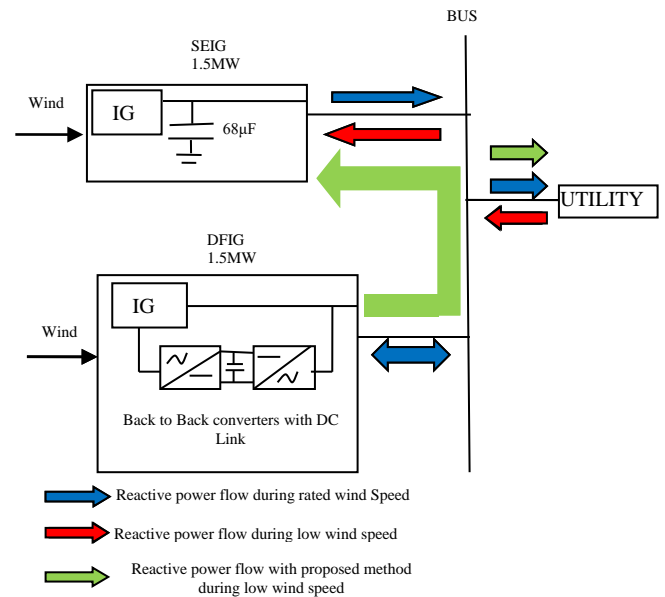 BUS
SEIG
1.5MW
Wind
IG
68µF
UTILITY
DFIG
1.5MW
IG
Wind
Back to Back converters with DC
Link
Reactive power flow during rated wind Speed
Reactive power flow during low wind speed
Reactive power flow with proposed method
during low wind speed